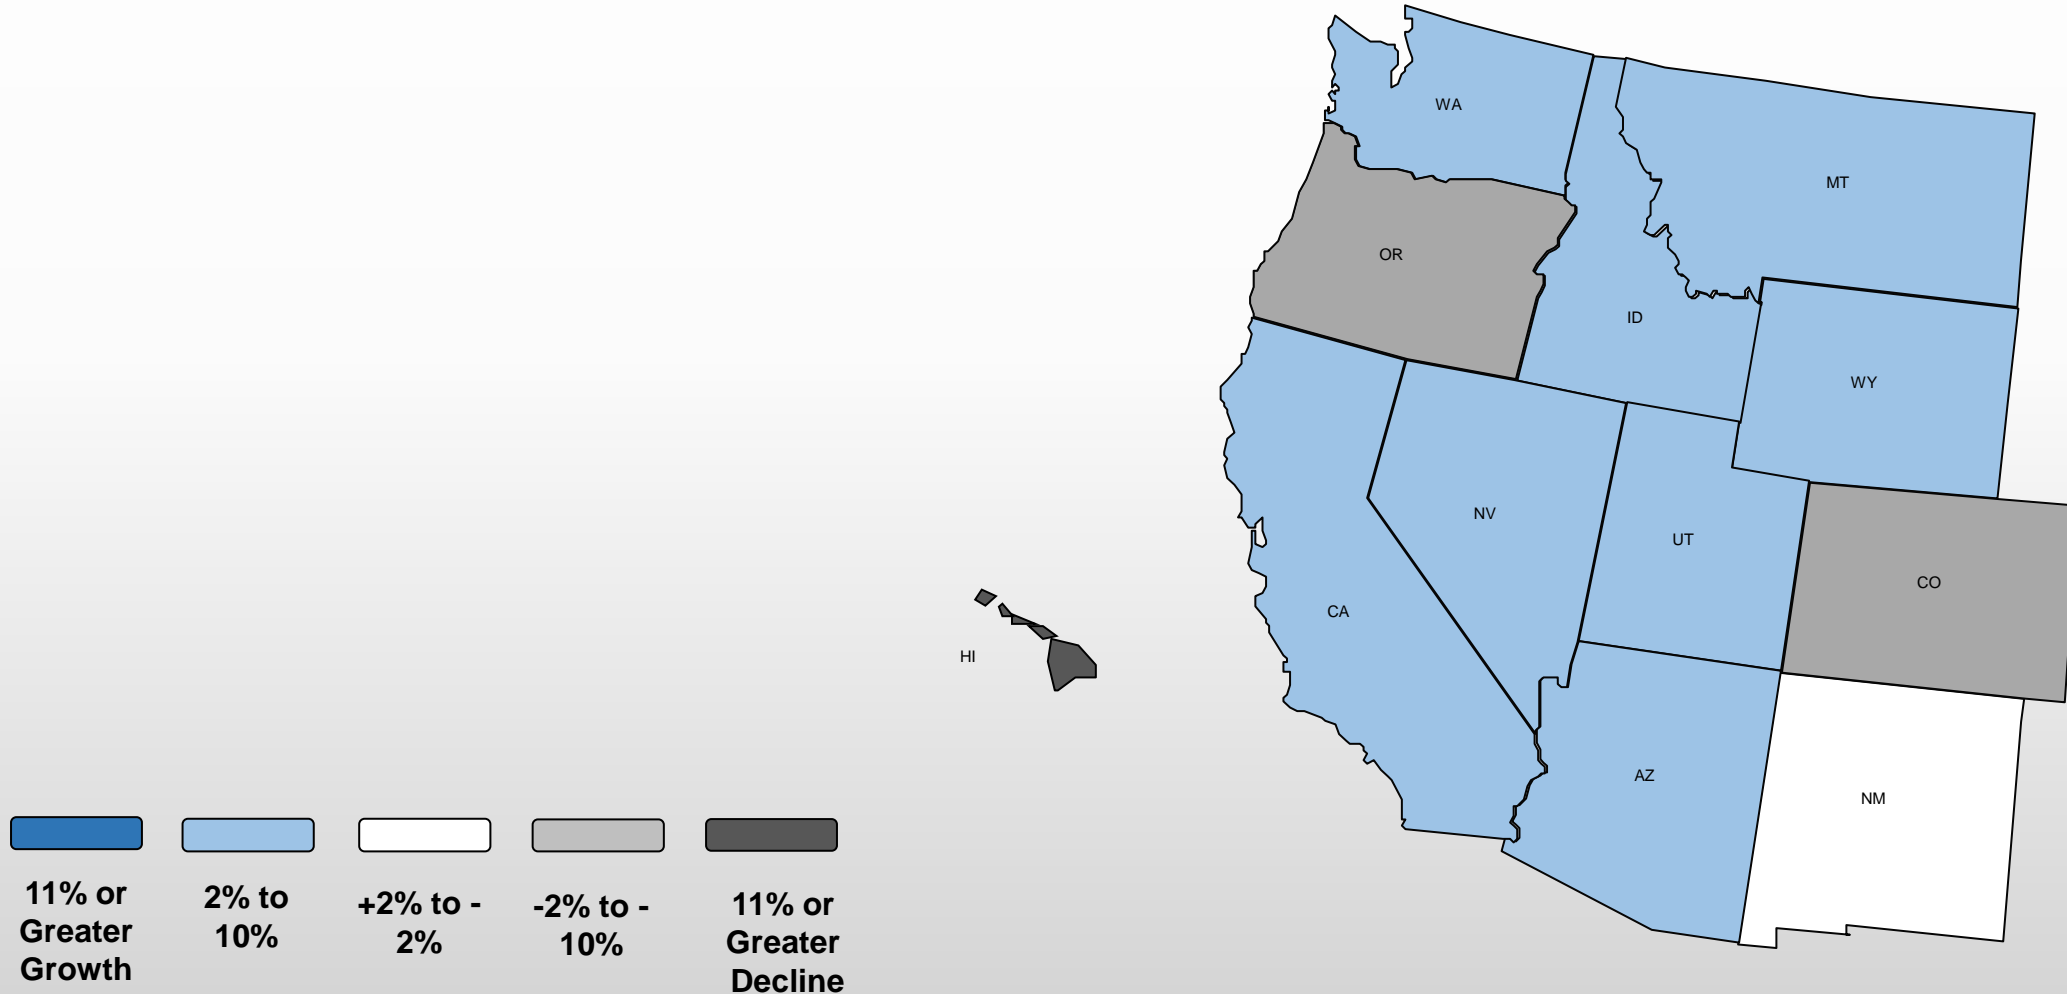 WA
MT
OR
ID
WY
NV
UT
CO
CA
HI
AZ
NM
11% or
Greater
Growth
2% to
10%
+2% to -
2%
-2% to -
10%
11% or
Greater
Decline